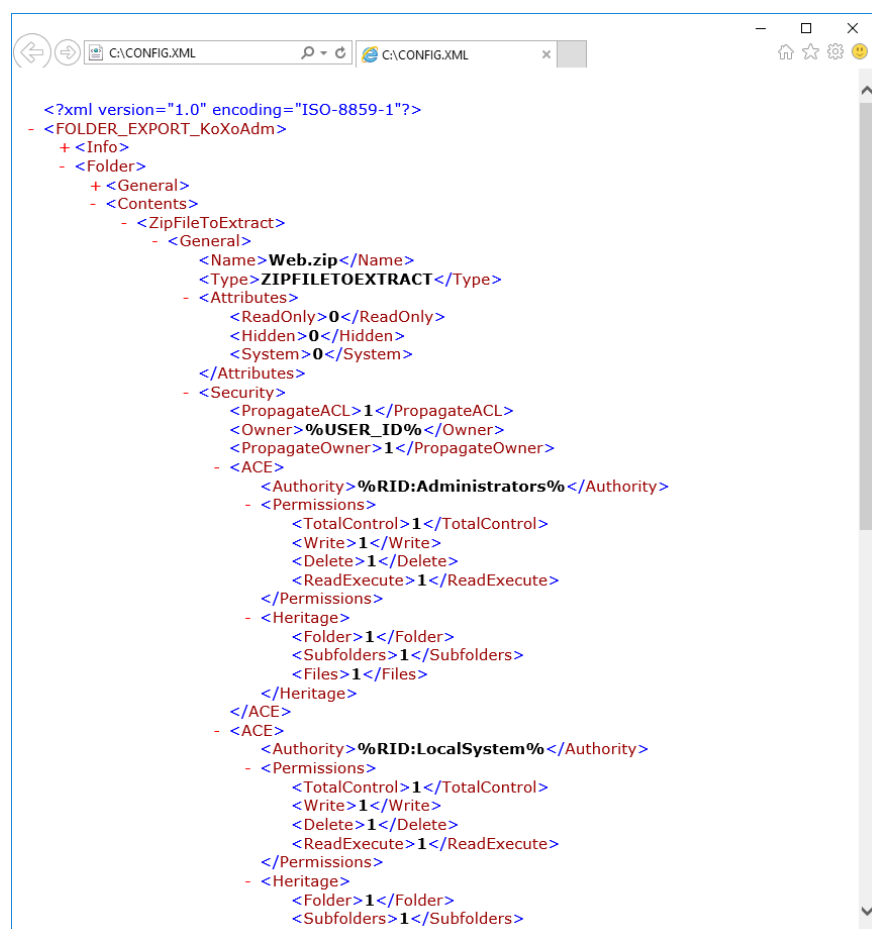 C:\CONFIG.XML
C:\CONFIG.XML
<?xml version="1.0" encoding="ISO-8859-1"?>
- <FOLDER_EXPORT_KoXoAdm>
+ <Info>
- <Folder>
+ <General>
- <Contents>
- <ZipFileToExtract>
- <General>
<Name>Web.zip</Name>
<Type>ZIPFILETOEXTRACT</Type>
- <Attributes>
<ReadOnly>0</ReadOnly>
<Hidden>0</Hidden>
<System>0</System>
</Attributes>
- <Security>
<PropagateACL>1</PropagateACL>
<Owner>%USER_ID%</Owner>
<PropagateOwner>1</PropagateOwner>
- <ACE>
<Authority>%RID:Administrators%</Authority>
- <Permissions>
<TotalControl>1</TotalControl>
<Write>1</Write>
<Delete>1</Delete>
<ReadExecute>1</ReadExecute>
</Permissions>
- <Heritage>
<Folder>1</Folder>
<Subfolders>1</Subfolders>
<Files>1</Files>
</Heritage>
</ACE>
- <ACE>
<Authority>%RID:LocalSystem%</Authority>
- <Permissions>
<TotalControl>1</TotalControl>
<Write>1</Write>
<Delete>1</Delete>
<ReadExecute>1</ReadExecute>
</Permissions>
- <Heritage>
<Folder>1</Folder>
<Subfolders>1</Subfolders>